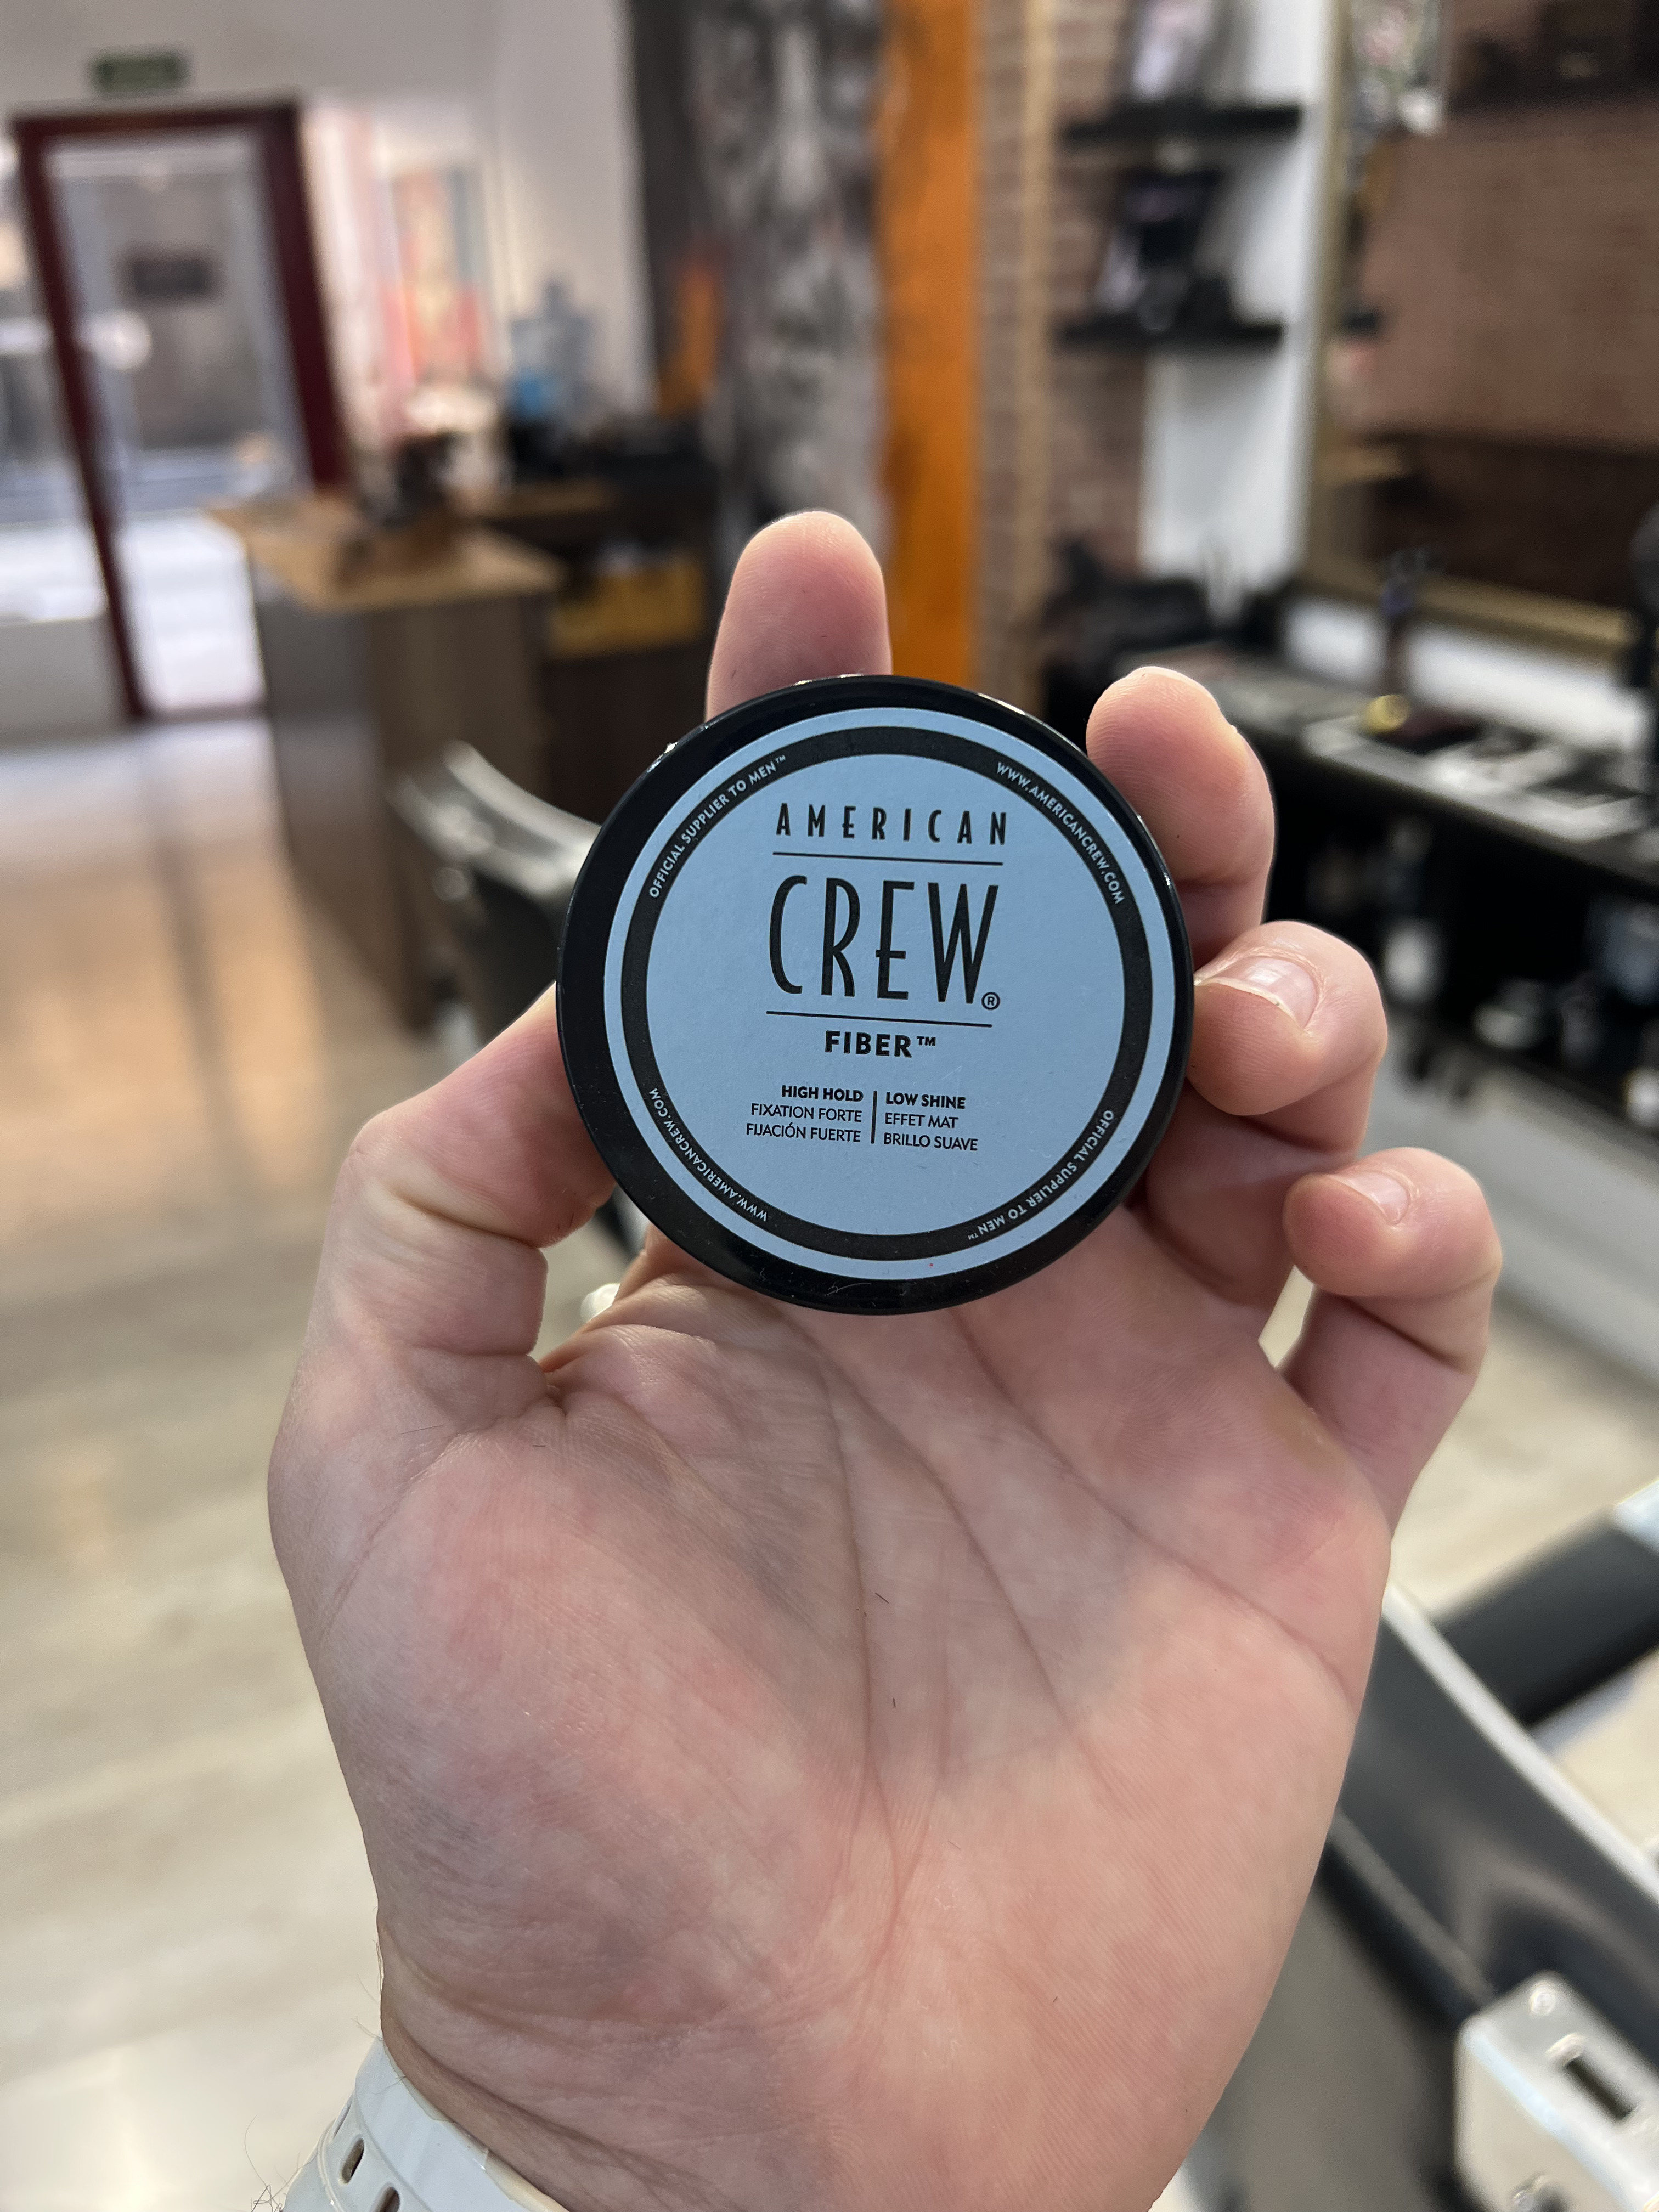 OFFICIAL SUPPLIER TO MEN™
WWW.AMERICANCREW.COM
AMERICAN
CREW®
FIBER™
HIGH HOLD | LOW SHINE
FIXATION FORTE | EFFET MAT
FIJACIÓN FUERTE | BRILLO SUAVE
WWW.AMERICANCREW.COM
OFFICIAL SUPPLIER TO MEN™